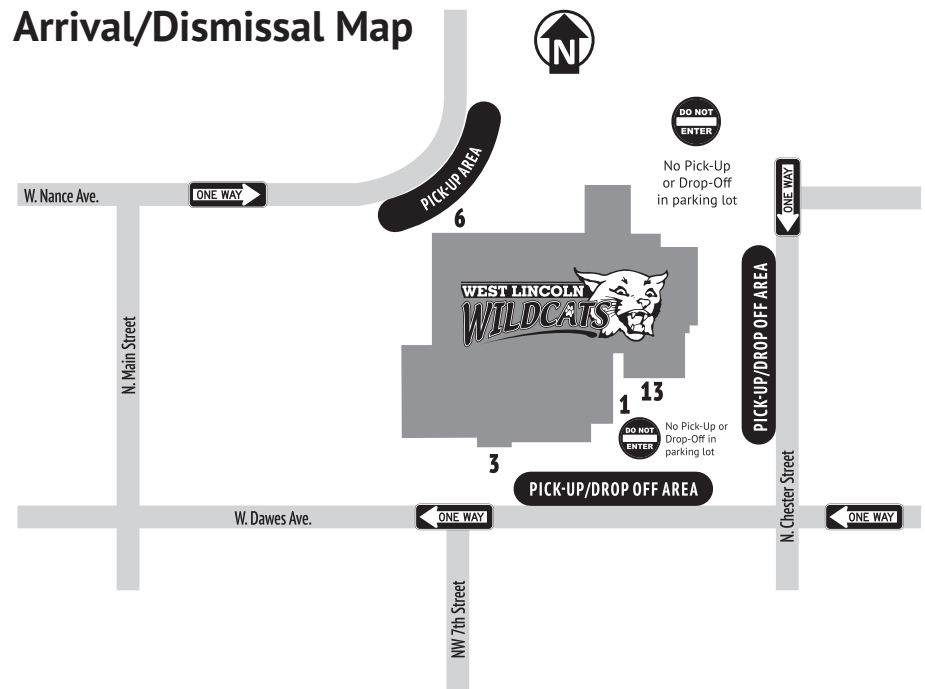 Arrival/Dismissal Map
N
DO NOT
ENTER
No Pick-Up
or Drop-Off
in parking lot
ONE WAY
W. Nance Ave.
ONE WAY
PICK-UP AREA
6
WEST LINCOLN
WILDCATS
PICK-UP/DROP OFF AREA
N. Main Street
13
1
DO NOT
ENTER
No Pick-Up or
Drop-Off in
parking lot
3
PICK-UP/DROP OFF AREA
N. Chester Street
W. Dawes Ave.
ONE WAY
ONE WAY
NW 7th Street